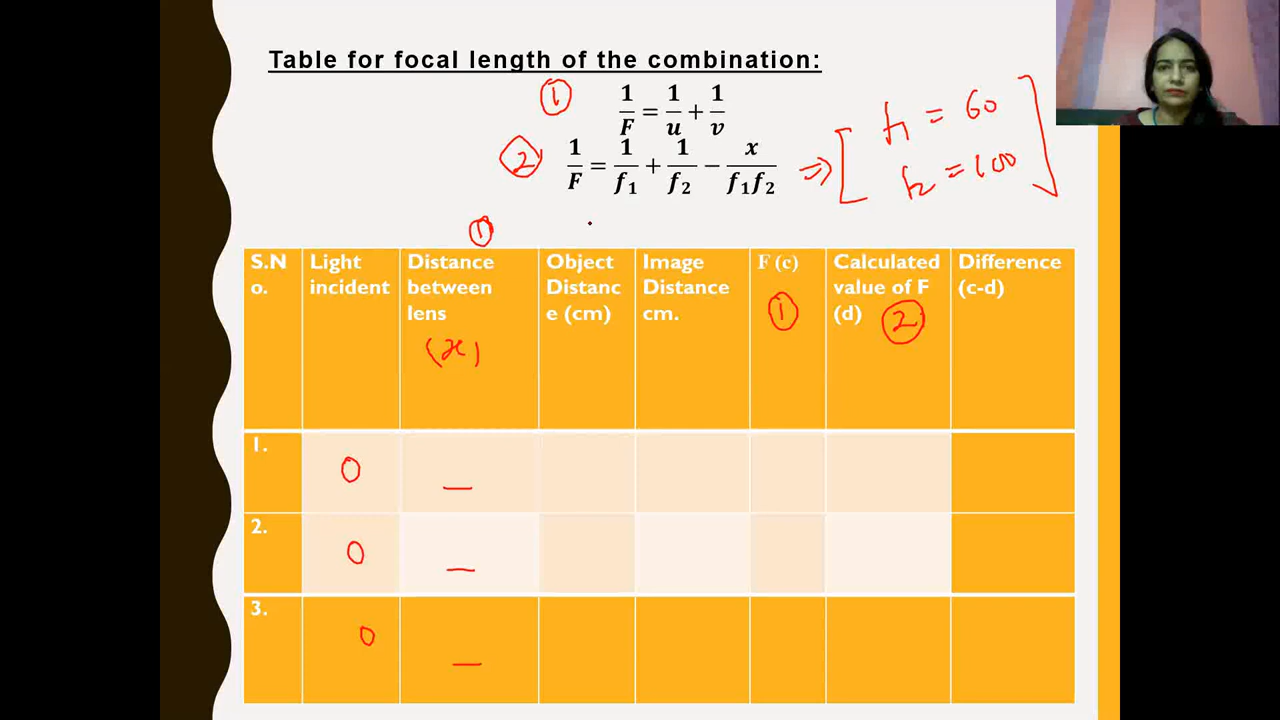 Table for focal length of the combination:
① 1/F = 1/u + 1/v
② 1/F = 1/f₁ + 1/f₂ − x/f₁f₂ ⇒ [ f₁ = 60
f₂ = 100 ]
①
S.N
o.
Light
incident
Distance
between
lens
(x)
Object
Distanc
e (cm)
Image
Distance
cm.
F (c)
①
Calculated
value of F
(d) ②
Difference
(c-d)
1. 0 _
2. 0 _
3. 0 _